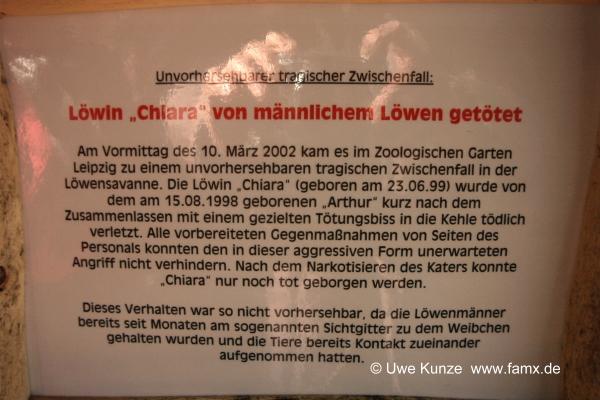 Unvorhersehbarer tragischer Zwischenfall:
Löwin „Chiara“ von männlichem Löwen getötet
Am Vormittag des 10. März 2002 kam es im Zoologischen Garten
Leipzig zu einem unvorhersehbaren tragischen Zwischenfall in der
Löwensavanne. Die Löwin „Chiara“ (geboren am 23.06.99) wurde von
dem am 15.08.1998 geborenen „Arthur“ kurz nach dem
Zusammenlassen mit einem gezielten Tötungsbiss in die Kehle tödlich
verletzt. Alle vorbereiteten Gegenmaßnahmen von Seiten des
Personals konnten den in dieser aggressiven Form unerwarteten
Angriff nicht verhindern. Nach dem Narkotisieren des Katers konnte
„Chiara“ nur noch tot geborgen werden.
Dieses Verhalten war so nicht vorhersehbar, da die Löwenmänner
bereits seit Monaten am sogenannten Sichtgitter zu dem Weibchen
gehalten wurden und die Tiere bereits Kontakt zueinander
aufgenommen hatten.
© Uwe Kunze www.famx.de